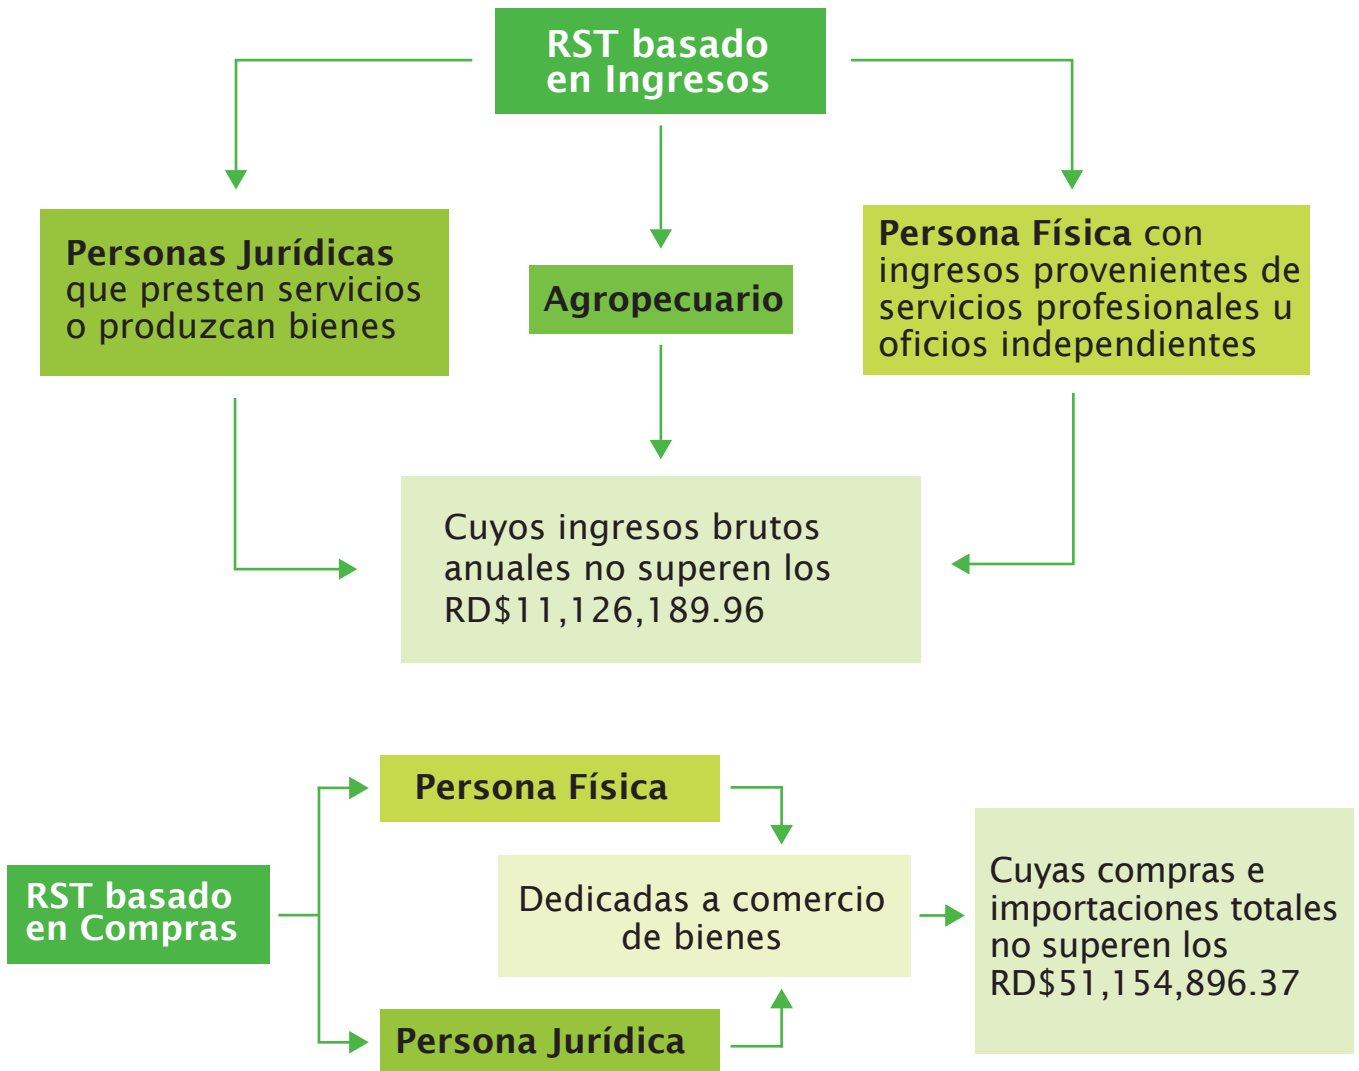 RST basado
en Ingresos
Personas Jurídicas
que presten servicios
o produzcan bienes
Agropecuario
Persona Física con
ingresos provenientes de
servicios profesionales u
oficios independientes
Cuyos ingresos brutos
anuales no superen los
RD$11,126,189.96
RST basado
en Compras
Persona Física
Persona Jurídica
Dedicadas a comercio
de bienes
Cuyas compras e
importaciones totales
no superen los
RD$51,154,896.37